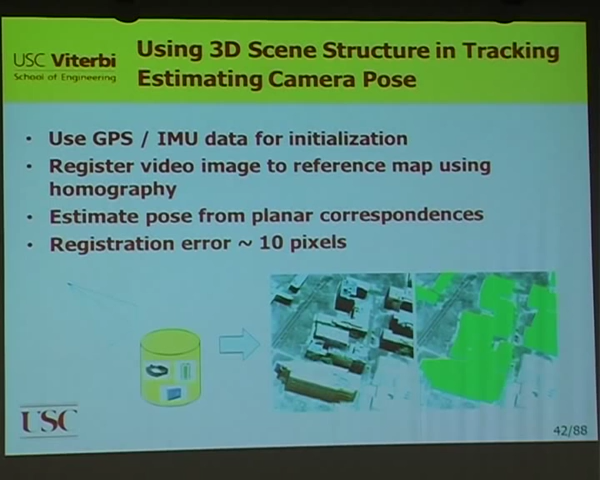 USC Viterbi
School of Engineering
Using 3D Scene Structure in Tracking
Estimating Camera Pose
• Use GPS / IMU data for initialization
• Register video image to reference map using
homography
• Estimate pose from planar correspondences
• Registration error ~ 10 pixels
USC
42/88